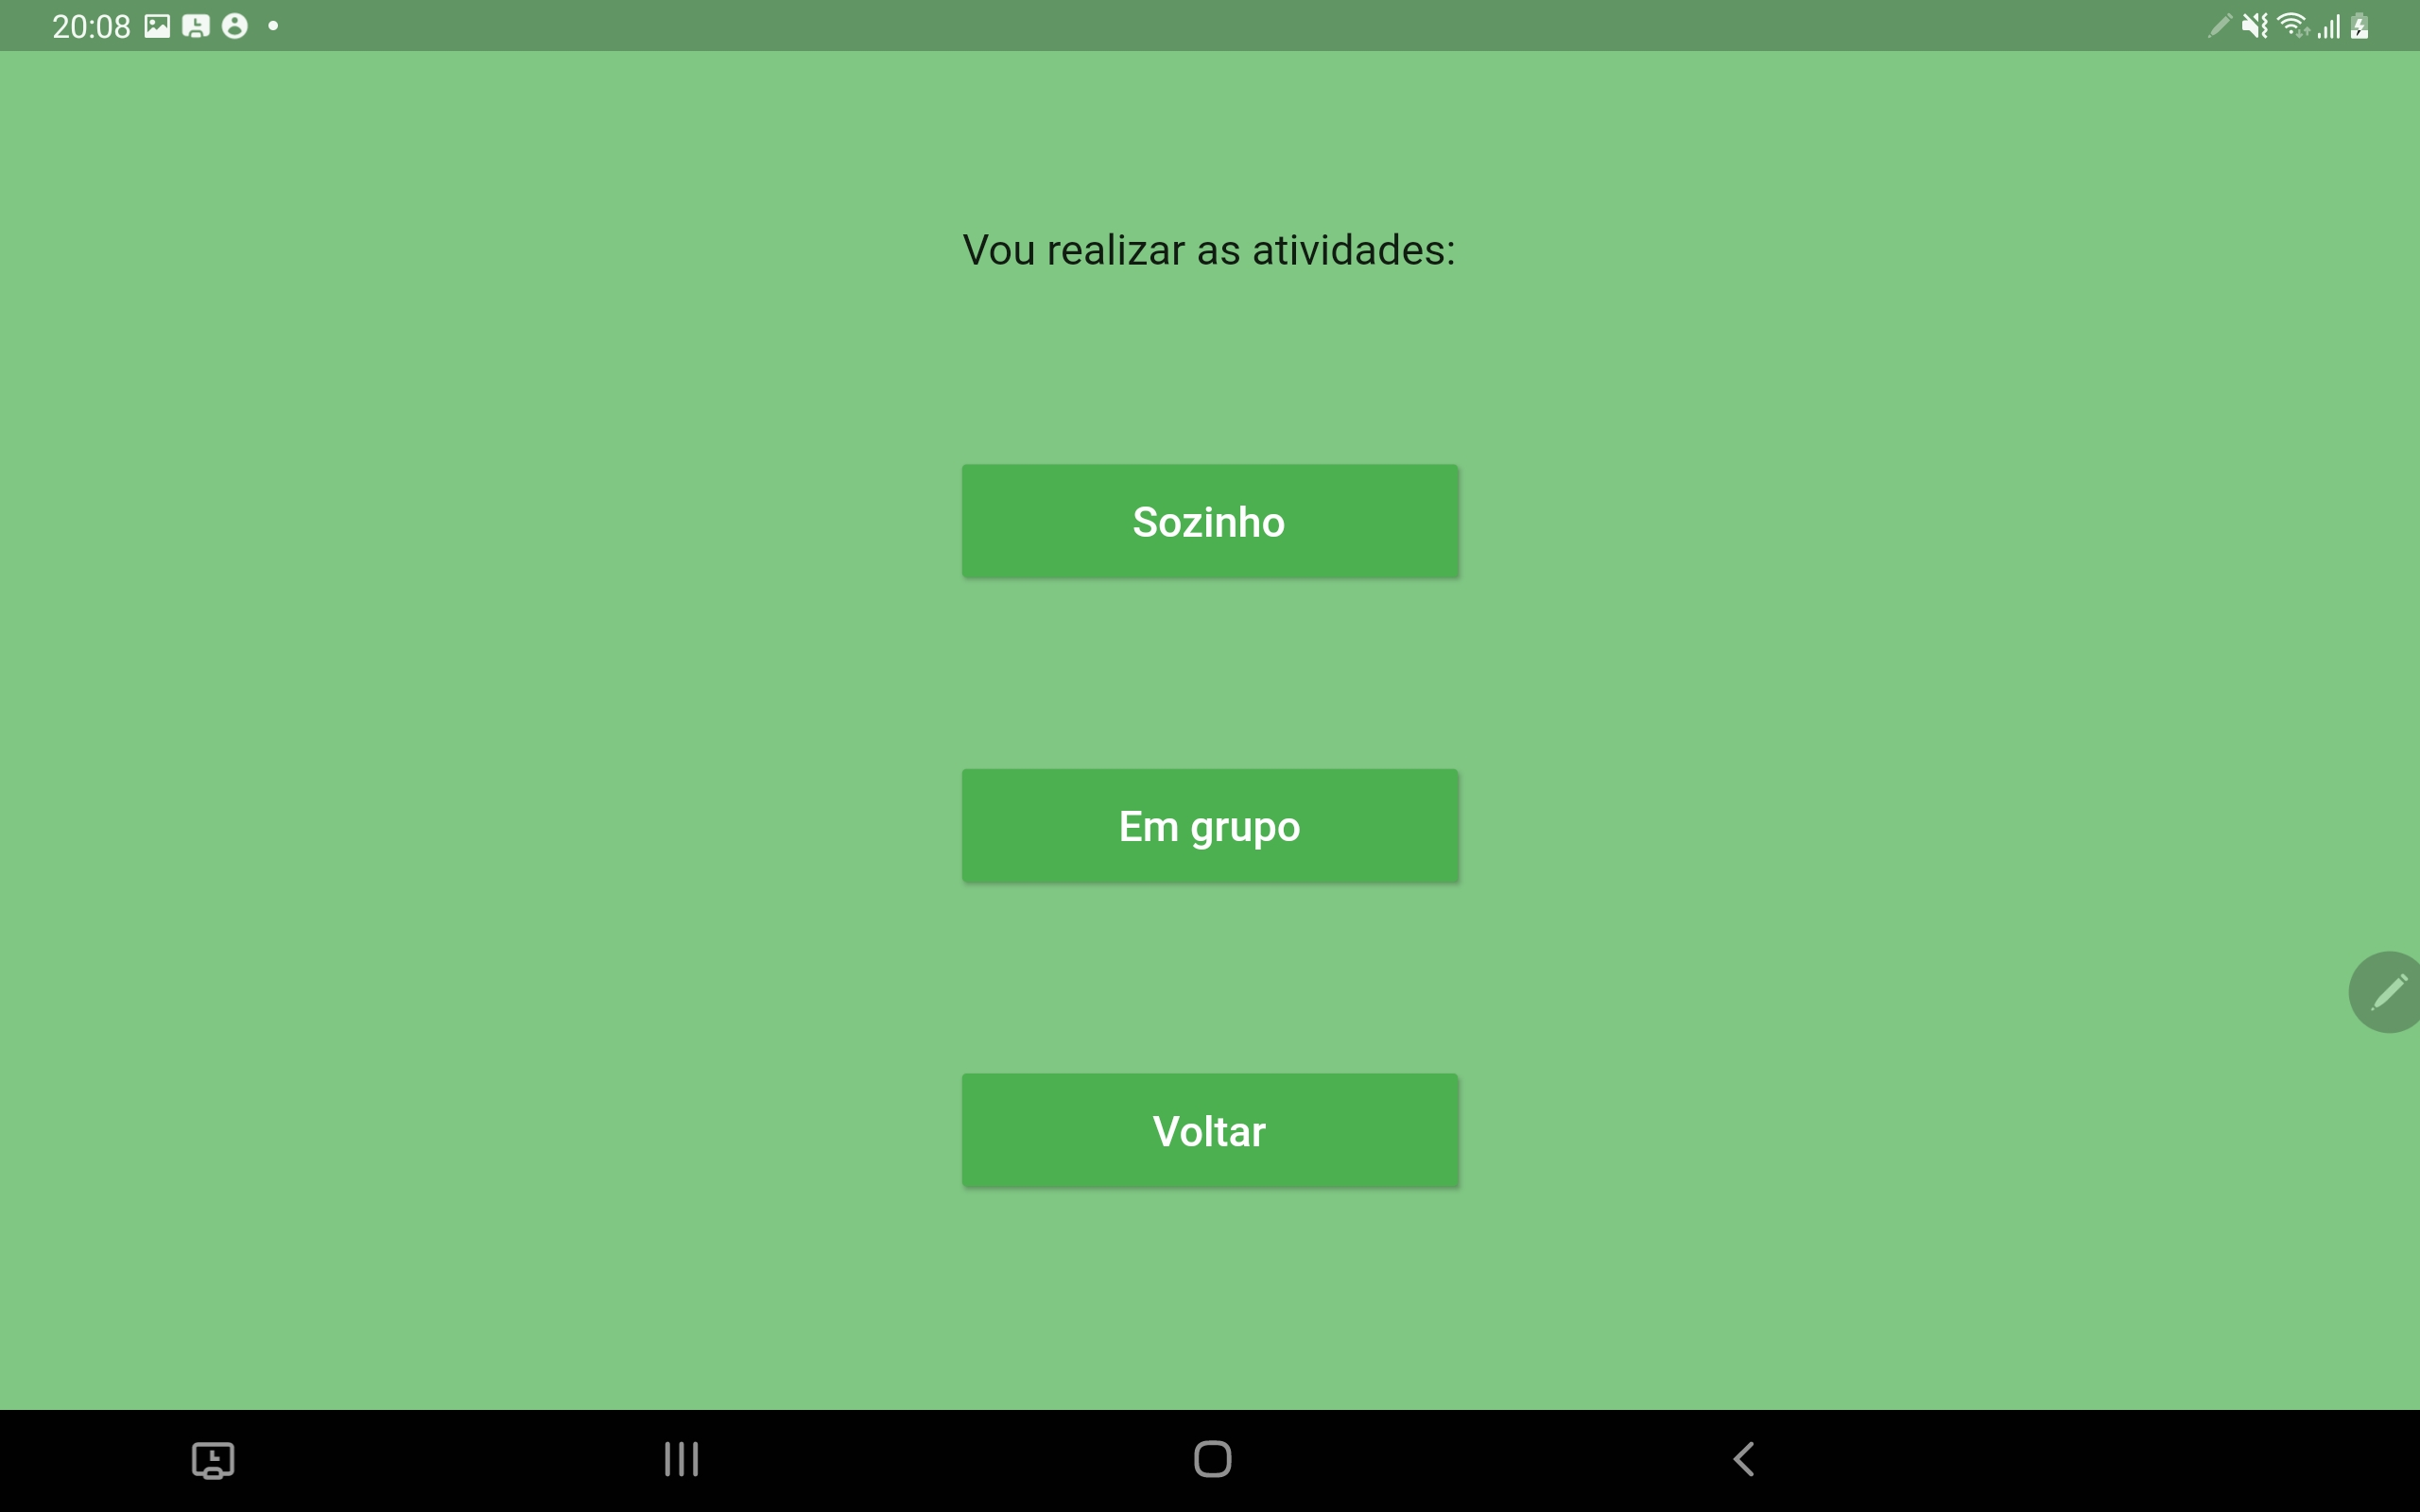 20:08
Vou realizar as atividades:
Sozinho
Em grupo
Voltar